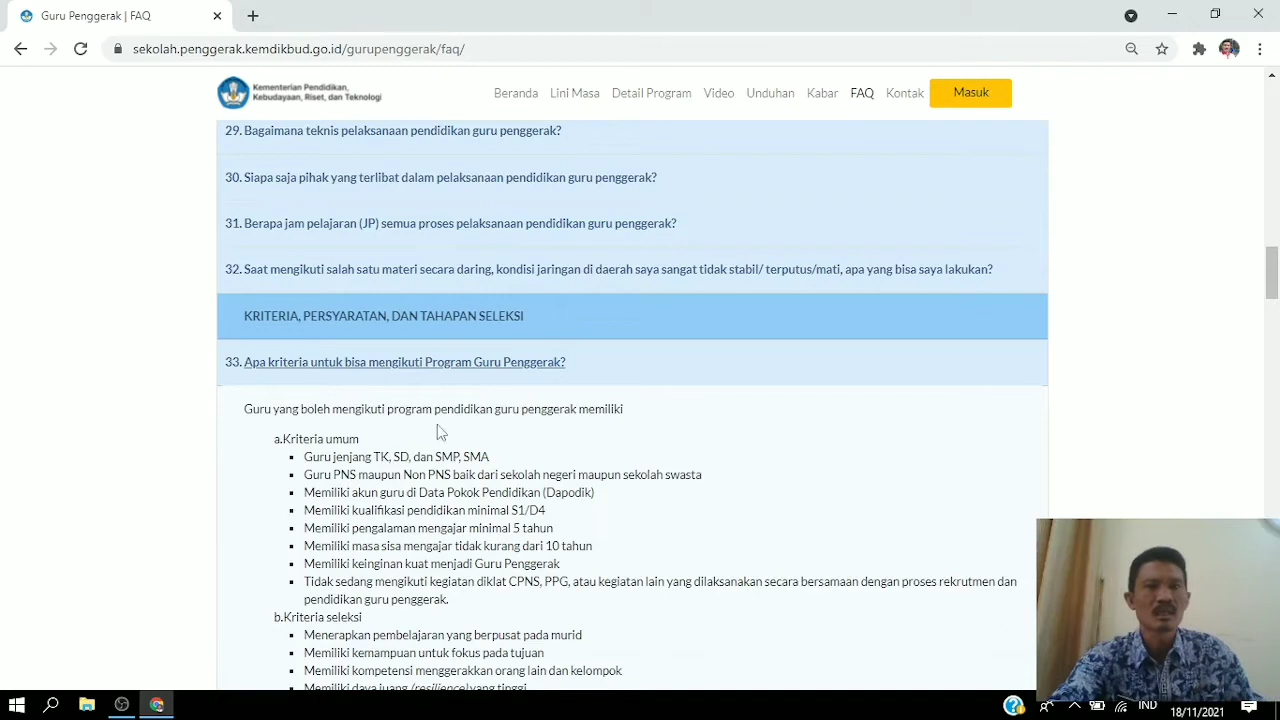 Guru Penggerak | FAQ
sekolah.penggerak.kemdikbud.go.id/gurupenggerak/faq/
Kementerian Pendidikan,
Kebudayaan, Riset, dan Teknologi
Beranda Lini Masa Detail Program Video Unduhan Kabar FAQ Kontak Masuk
29. Bagaimana teknis pelaksanaan pendidikan guru penggerak?
30. Siapa saja pihak yang terlibat dalam pelaksanaan pendidikan guru penggerak?
31. Berapa jam pelajaran (JP) semua proses pelaksanaan pendidikan guru penggerak?
32. Saat mengikuti salah satu materi secara daring, kondisi jaringan di daerah saya sangat tidak stabil/ terputus/mati, apa yang bisa saya lakukan?
KRITERIA, PERSYARATAN, DAN TAHAPAN SELEKSI
33. Apa kriteria untuk bisa mengikuti Program Guru Penggerak?
Guru yang boleh mengikuti program pendidikan guru penggerak memiliki
a.Kriteria umum
▪ Guru jenjang TK, SD, dan SMP, SMA
▪ Guru PNS maupun Non PNS baik dari sekolah negeri maupun sekolah swasta
▪ Memiliki akun guru di Data Pokok Pendidikan (Dapodik)
▪ Memiliki kualifikasi pendidikan minimal S1/D4
▪ Memiliki pengalaman mengajar minimal 5 tahun
▪ Memiliki masa sisa mengajar tidak kurang dari 10 tahun
▪ Memiliki keinginan kuat menjadi Guru Penggerak
▪ Tidak sedang mengikuti kegiatan diklat CPNS, PPG, atau kegiatan lain yang dilaksanakan secara bersamaan dengan proses rekrutmen dan
pendidikan guru penggerak.
b.Kriteria seleksi
▪ Menerapkan pembelajaran yang berpusat pada murid
▪ Memiliki kemampuan untuk fokus pada tujuan
▪ Memiliki kompetensi menggerakkan orang lain dan kelompok
▪ Memiliki daya juang (resilience) yang tinggi
IND
18/11/2021